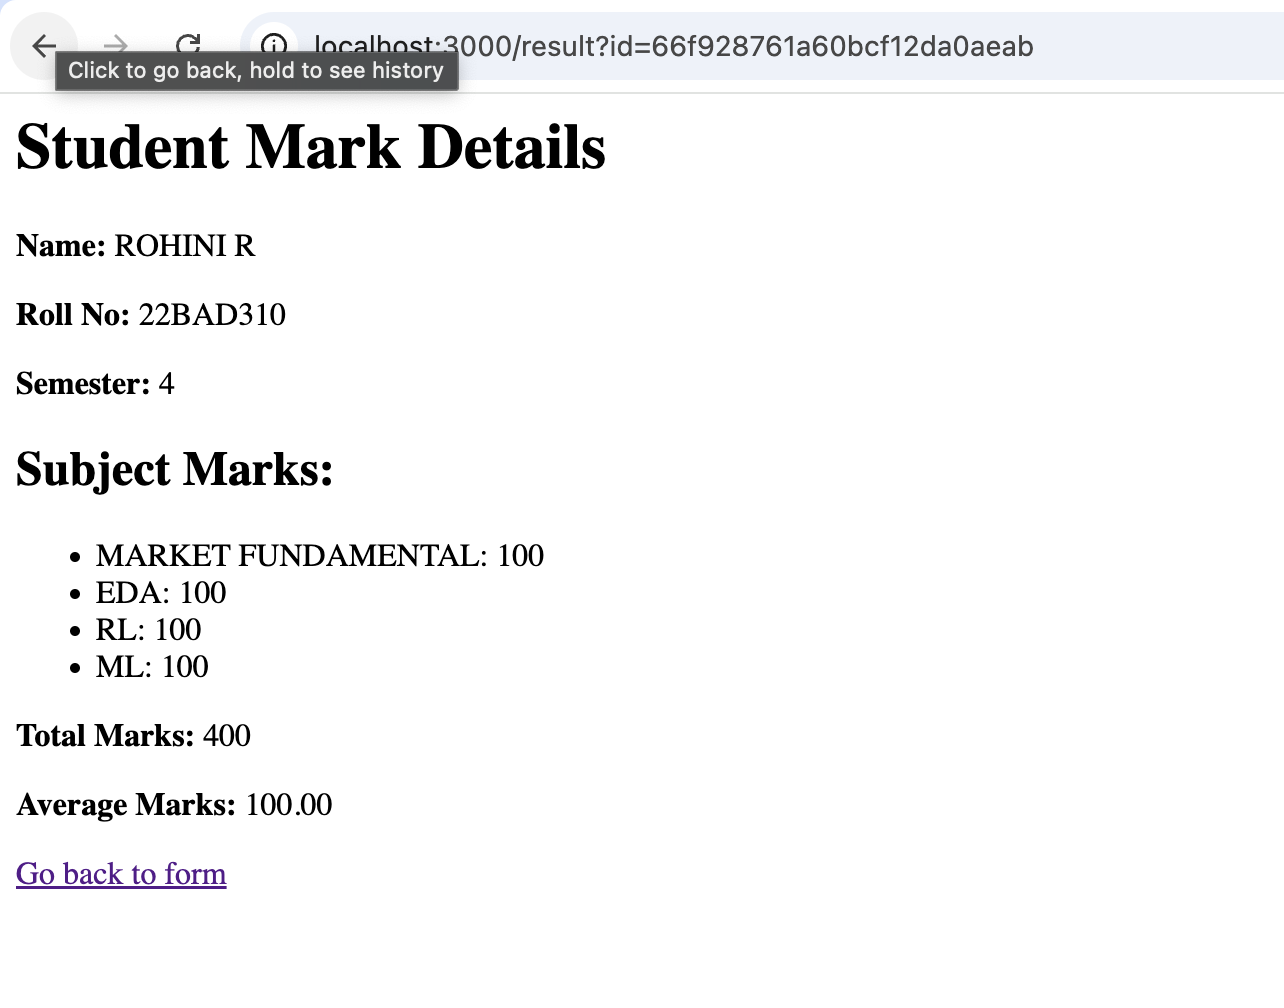 localhost:3000/result?id=66f928761a60bcf12da0aeab
Click to go back, hold to see history
Student Mark Details
Name: ROHINI R
Roll No: 22BAD310
Semester: 4
Subject Marks:
• MARKET FUNDAMENTAL: 100
• EDA: 100
• RL: 100
• ML: 100
Total Marks: 400
Average Marks: 100.00
Go back to form